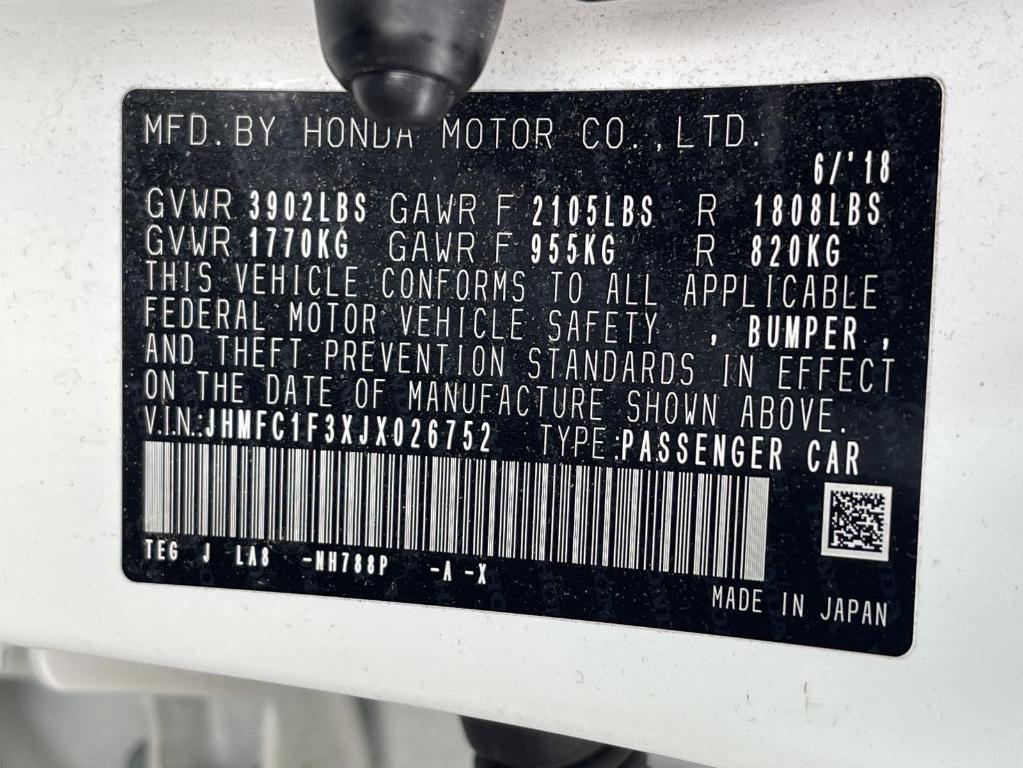 MFD. BY HONDA MOTOR CO., LTD.
6/'18
GVWR 3902LBS GAWR F 2105LBS R 1808LBS
GVWR 1770KG GAWR F 955KG R 820KG
THIS VEHICLE CONFORMS TO ALL APPLICABLE
FEDERAL MOTOR VEHICLE SAFETY , BUMPER ,
AND THEFT PREVENTION STANDARDS IN EFFECT
ON THE DATE OF MANUFACTURE SHOWN ABOVE.
V.I.N:JHMFC1F3XJX026752 TYPE:PASSENGER CAR
TEG J LA8 -NH788P -A -X
MADE IN JAPAN